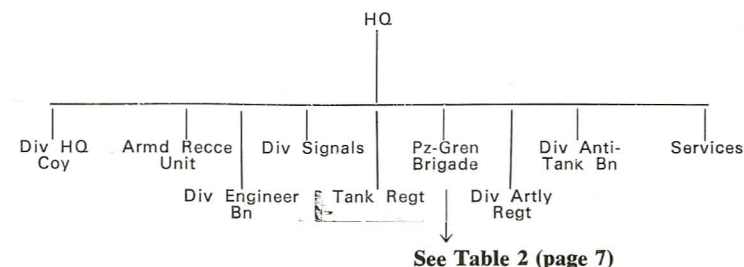 HQ
Div HQ
Coy
Armd Recce
Unit
Div Signals
Pz-Gren
Brigade
Div Anti-
Tank Bn
Services
Div Engineer
Bn
Tank Regt
Div Artly
Regt
See Table 2 (page 7)